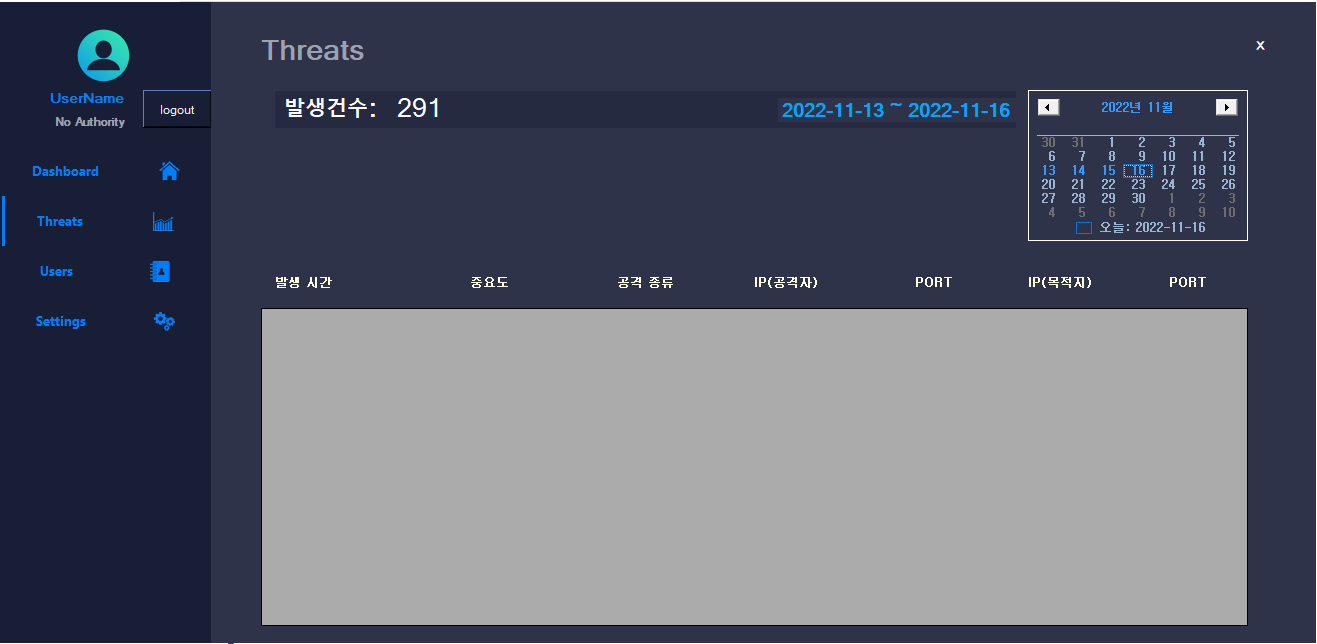 Threats
x
UserName
No Authority
logout
Dashboard
Threats
Users
Settings
발생건수: 291
2022-11-13 ~ 2022-11-16
2022년 11월
30 31 1 2 3 4 5
6 7 8 9 10 11 12
13 14 15 16 17 18 19
20 21 22 23 24 25 26
27 28 29 30 1 2 3
4 5 6 7 8 9 10
오늘: 2022-11-16
발생 시간 중요도 공격 종류 IP(공격자) PORT IP(목적지) PORT